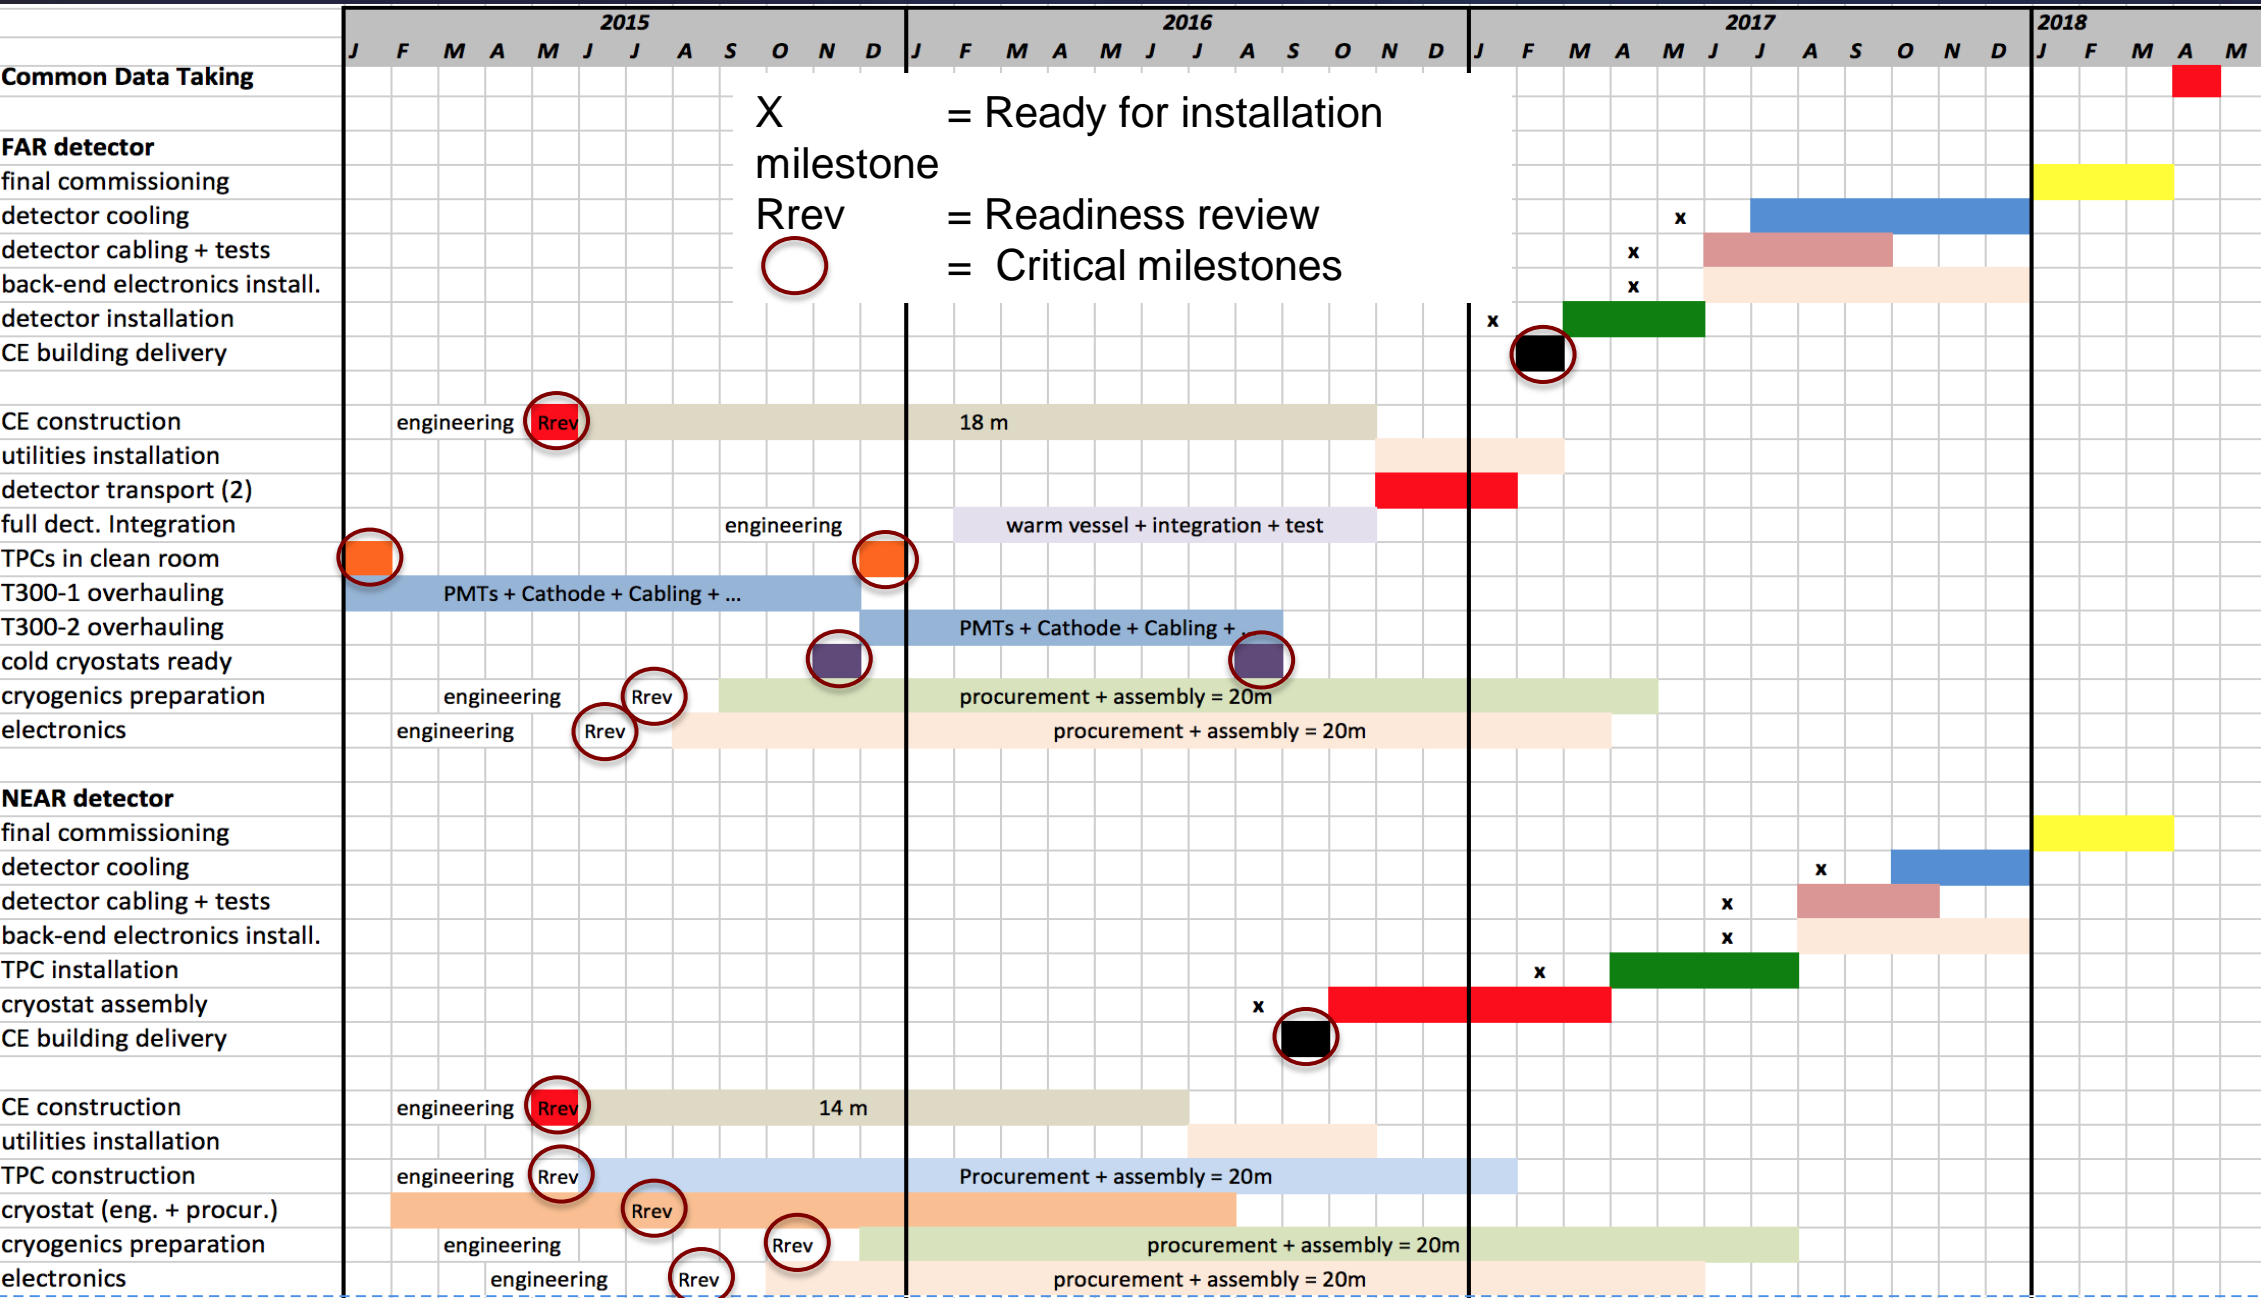 2015 2016 2017 2018
J F M A M J J A S O N D J F M A M J J A S O N D J F M A M J J A S O N D J F M A M
Common Data Taking
X = Ready for installation
milestone
FAR detector
final commissioning
Rrev = Readiness review
detector cooling x
detector cabling + tests x
= Critical milestones
back-end electronics install. x
detector installation x
CE building delivery
CE construction engineering Rrev 18 m
utilities installation
detector transport (2)
full dect. Integration engineering warm vessel + integration + test
TPCs in clean room
T300-1 overhauling PMTs + Cathode + Cabling + ...
T300-2 overhauling PMTs + Cathode + Cabling + ...
cold cryostats ready
cryogenics preparation engineering Rrev procurement + assembly = 20m
electronics engineering Rrev procurement + assembly = 20m
NEAR detector
final commissioning
detector cooling x
detector cabling + tests x
back-end electronics install. x
TPC installation x
cryostat assembly x
CE building delivery
CE construction engineering Rrev 14 m
utilities installation
TPC construction engineering Rrev Procurement + assembly = 20m
cryostat (eng. + procur.) Rrev
cryogenics preparation engineering Rrev procurement + assembly = 20m
electronics engineering Rrev procurement + assembly = 20m